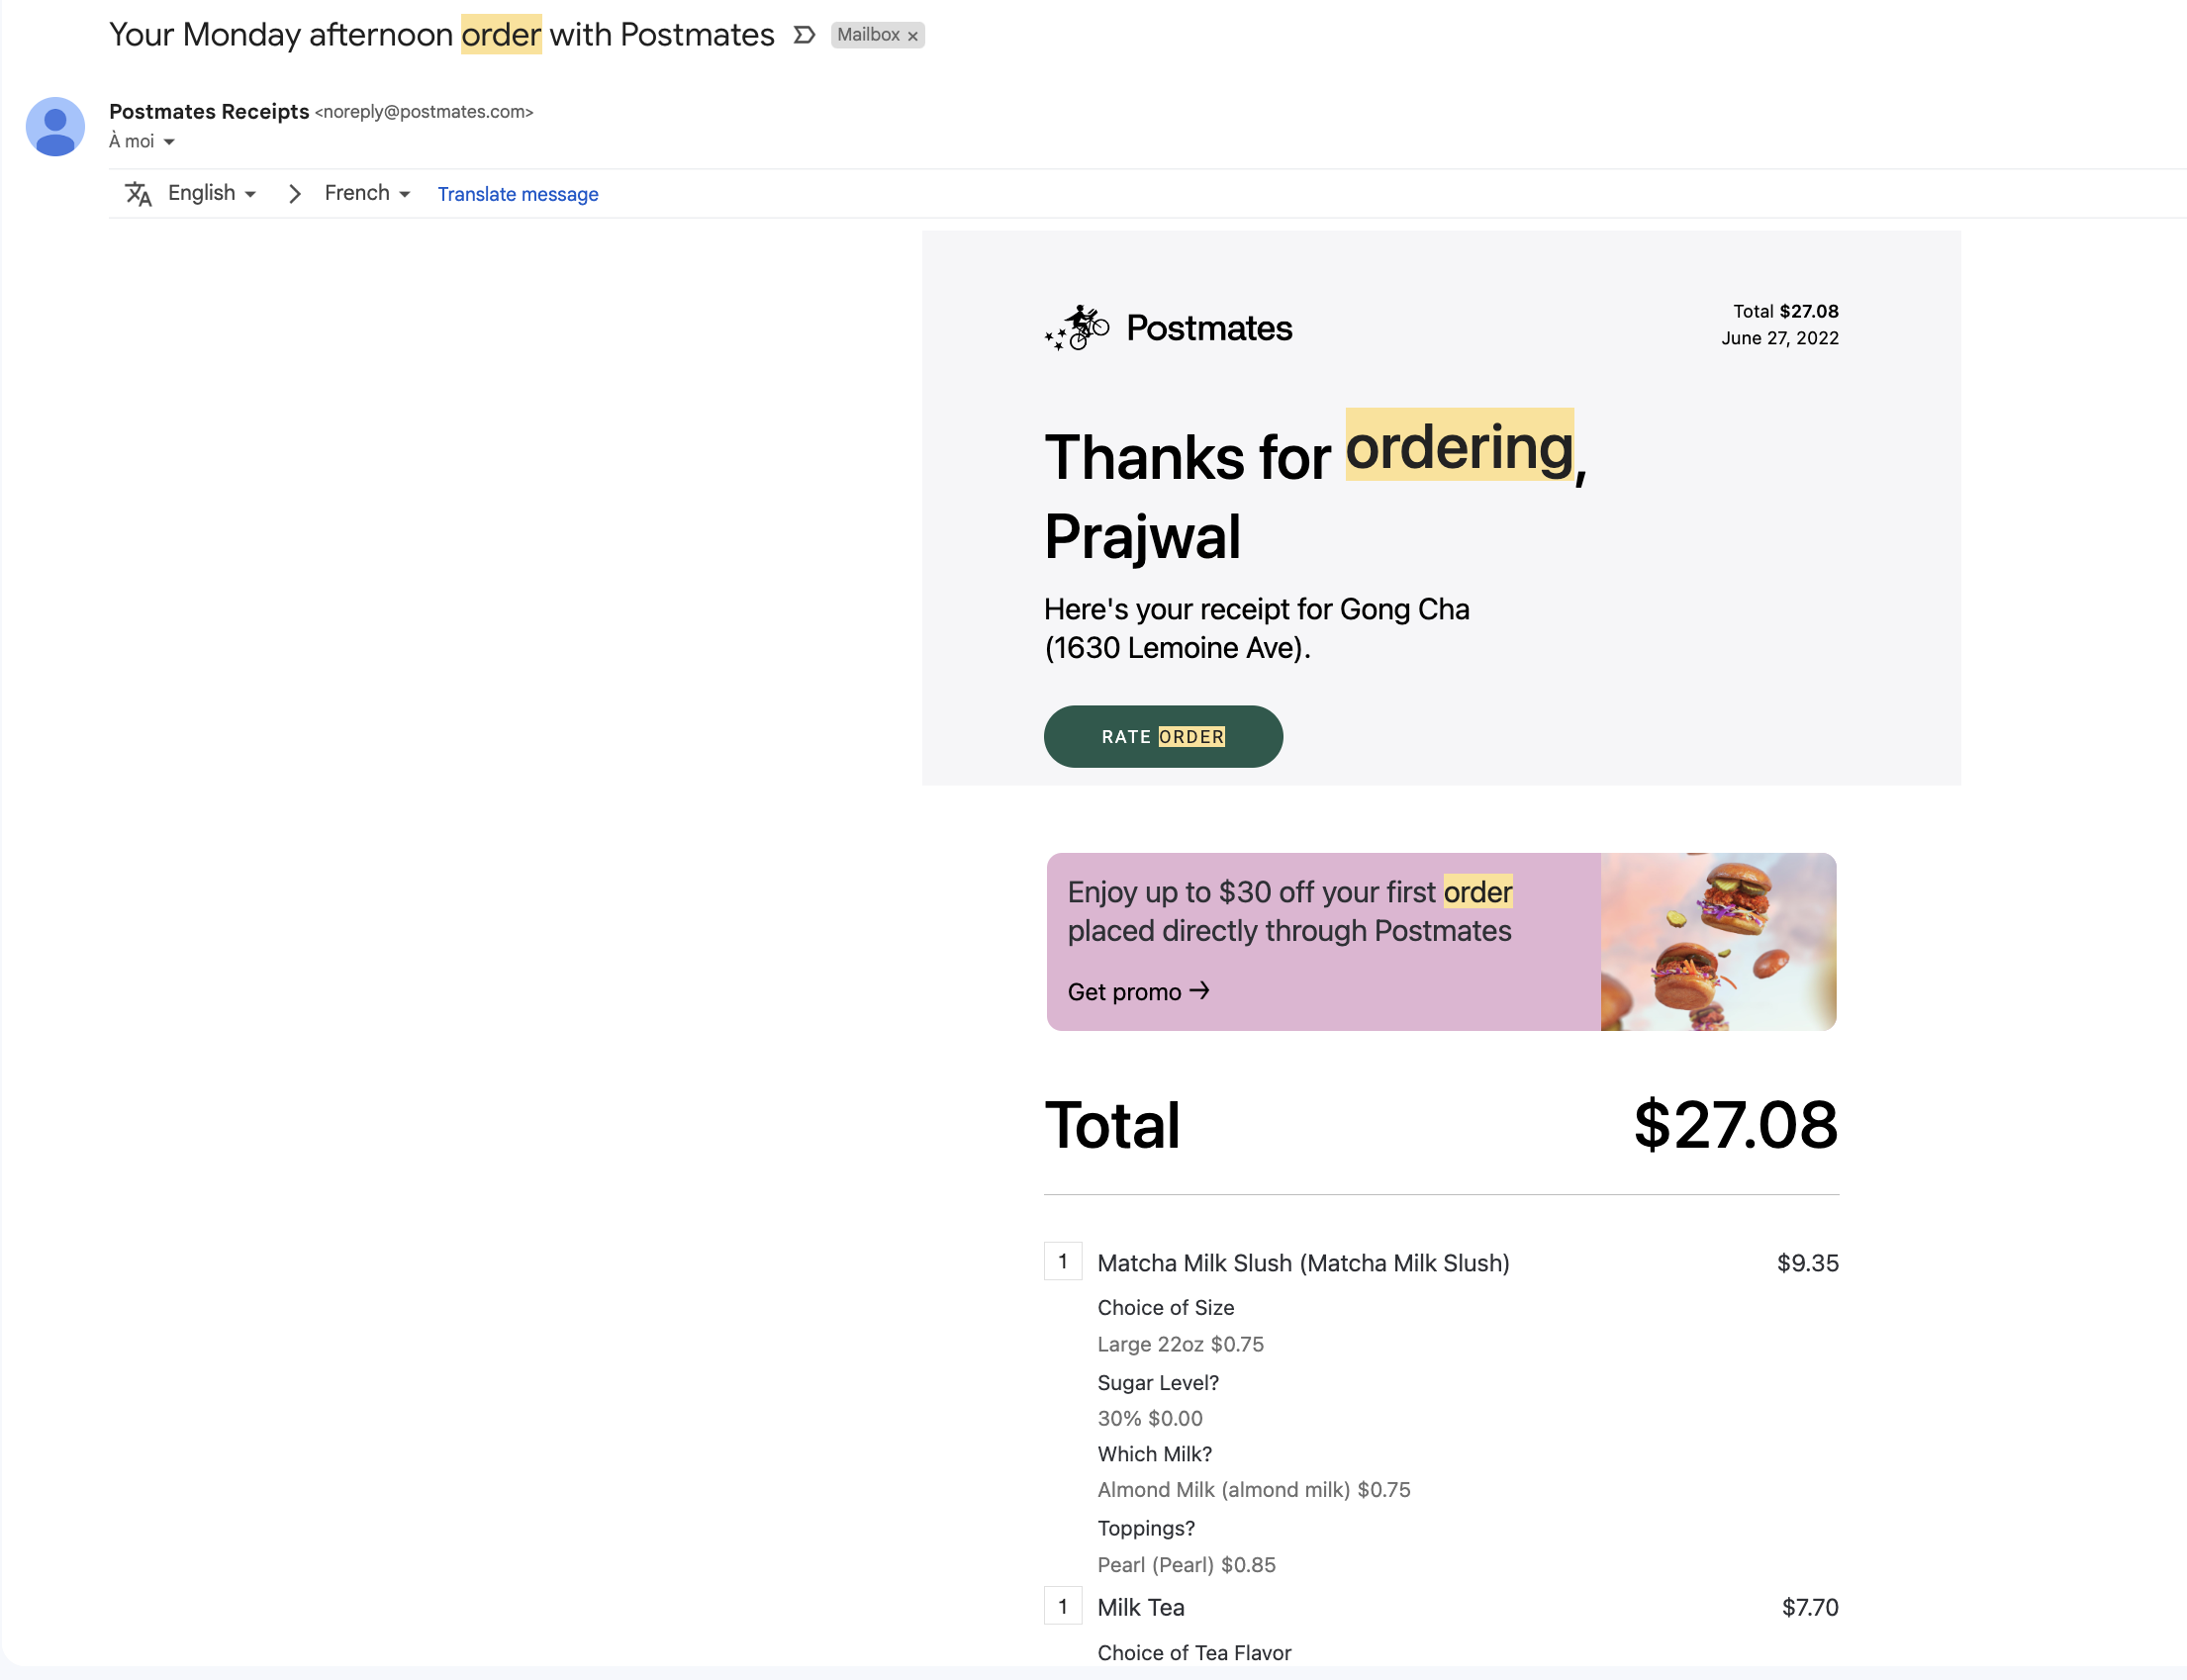 Your Monday afternoon order with Postmates
Mailbox ×
Postmates Receipts <noreply@postmates.com>
À moi
English > French Translate message
Postmates
Total $27.08
June 27, 2022
Thanks for ordering,
Prajwal
Here's your receipt for Gong Cha
(1630 Lemoine Ave).
RATE ORDER
Enjoy up to $30 off your first order
placed directly through Postmates
Get promo →
Total $27.08
1 Matcha Milk Slush (Matcha Milk Slush) $9.35
Choice of Size
Large 22oz $0.75
Sugar Level?
30% $0.00
Which Milk?
Almond Milk (almond milk) $0.75
Toppings?
Pearl (Pearl) $0.85
1 Milk Tea $7.70
Choice of Tea Flavor